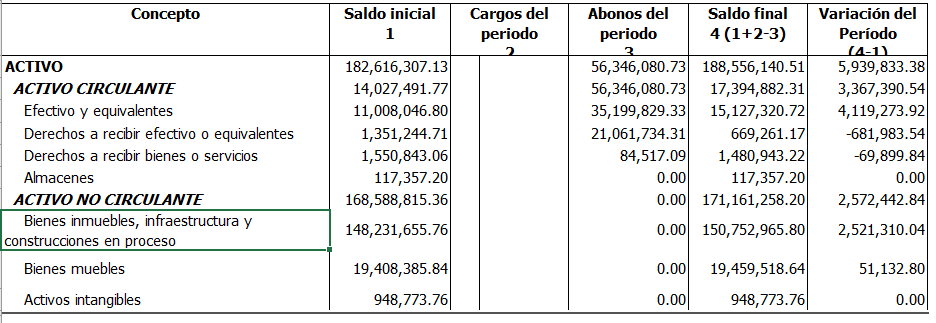 Concepto Saldo inicial Cargos del Abonos del Saldo final Variación del
1 periodo periodo 4 (1+2-3) Período
2 3 (4-1)
ACTIVO 182,616,307.13 56,346,080.73 188,556,140.51 5,939,833.38
ACTIVO CIRCULANTE 14,027,491.77 56,346,080.73 17,394,882.31 3,367,390.54
Efectivo y equivalentes 11,008,046.80 35,199,829.33 15,127,320.72 4,119,273.92
Derechos a recibir efectivo o equivalentes 1,351,244.71 21,061,734.31 669,261.17 -681,983.54
Derechos a recibir bienes o servicios 1,550,843.06 84,517.09 1,480,943.22 -69,899.84
Almacenes 117,357.20 0.00 117,357.20 0.00
ACTIVO NO CIRCULANTE 168,588,815.36 0.00 171,161,258.20 2,572,442.84
Bienes inmuebles, infraestructura y
construcciones en proceso 148,231,655.76 0.00 150,752,965.80 2,521,310.04
Bienes muebles 19,408,385.84 0.00 19,459,518.64 51,132.80
Activos intangibles 948,773.76 0.00 948,773.76 0.00